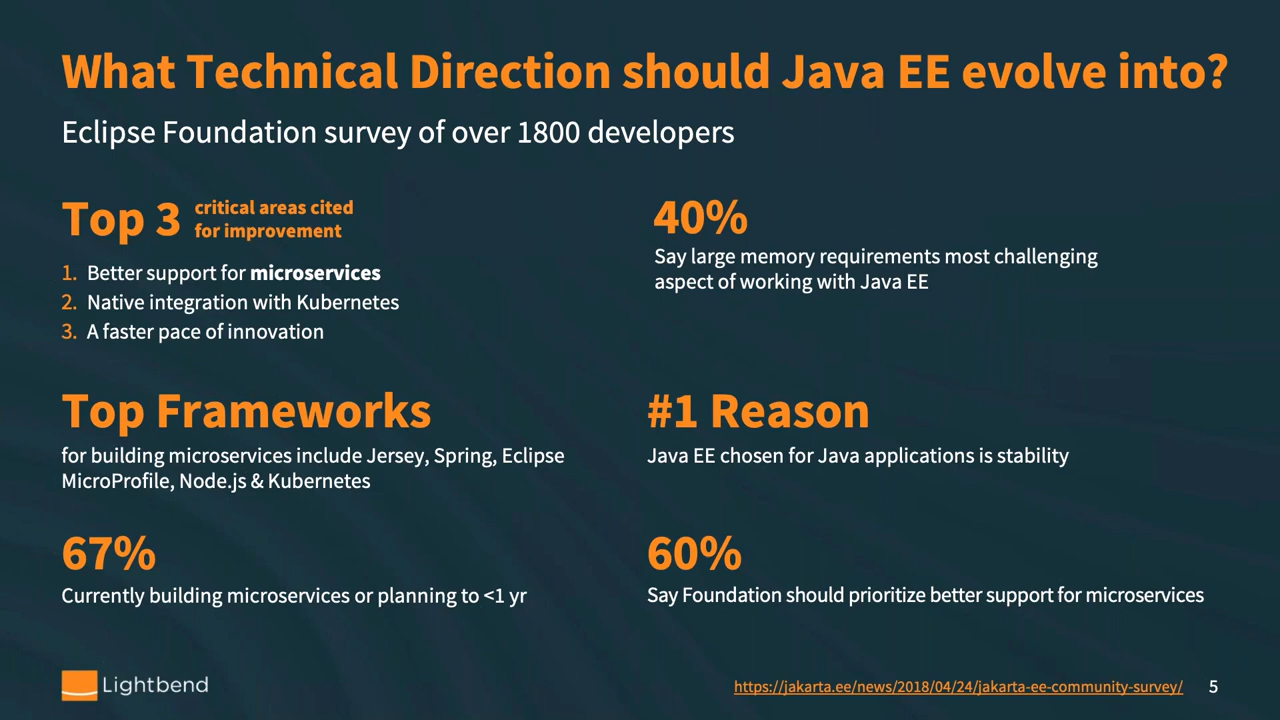 What Technical Direction should Java EE evolve into?
Eclipse Foundation survey of over 1800 developers
Top 3
critical areas cited
for improvement
1. Better support for microservices
2. Native integration with Kubernetes
3. A faster pace of innovation
40%
Say large memory requirements most challenging
aspect of working with Java EE
Top Frameworks
for building microservices include Jersey, Spring, Eclipse
MicroProfile, Node.js & Kubernetes
#1 Reason
Java EE chosen for Java applications is stability
67%
Currently building microservices or planning to <1 yr
60%
Say Foundation should prioritize better support for microservices
Lightbend
https://jakarta.ee/news/2018/04/24/jakarta-ee-community-survey/
5